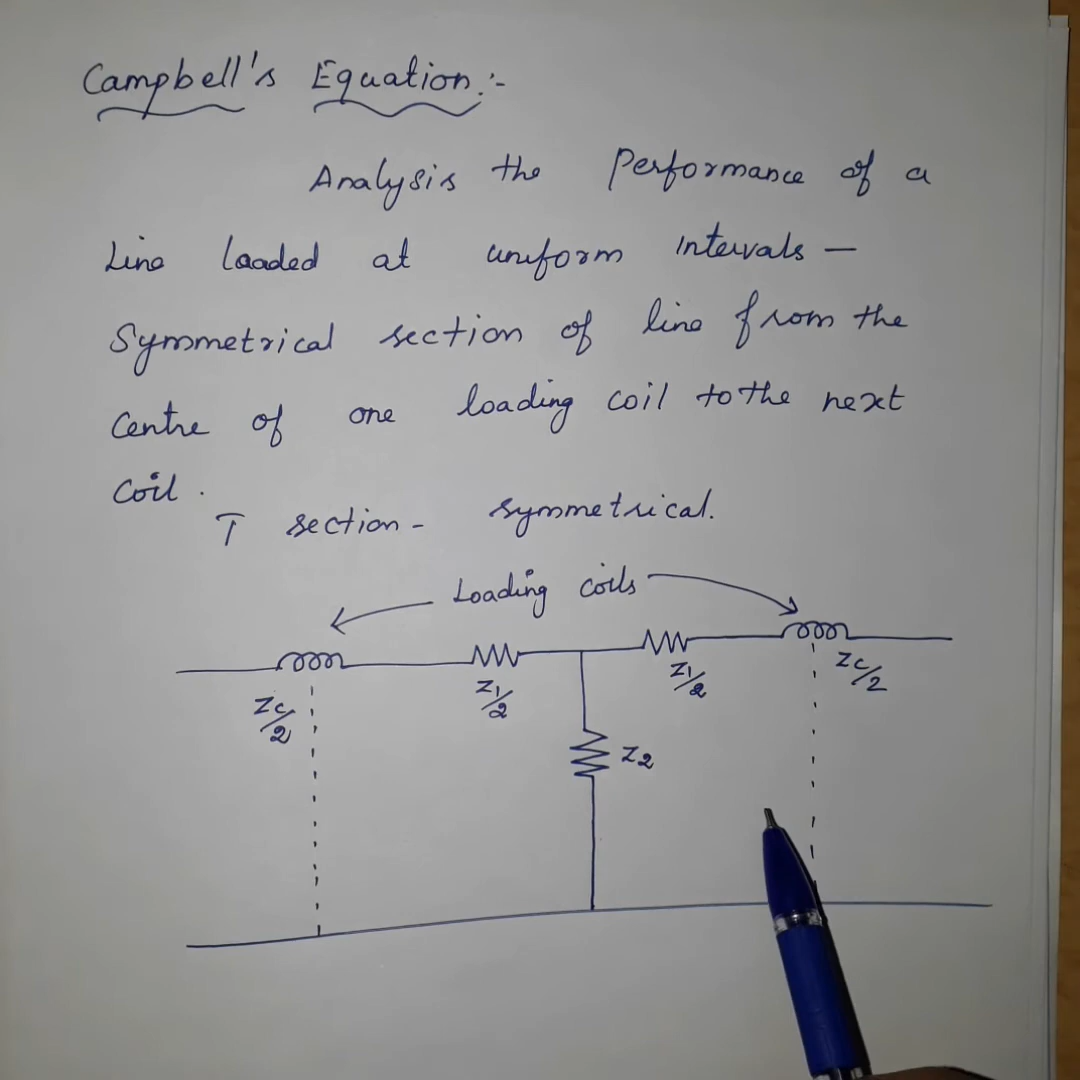 Campbell's Equation:-
Analysis the Performance of a
Line loaded at uniform intervals -
Symmetrical section of line from the
Centre of one loading coil to the next
Coil.
T section - symmetrical.
Loading coils
Zc/2
Z1/2
Z1/2
Zc/2
Z2